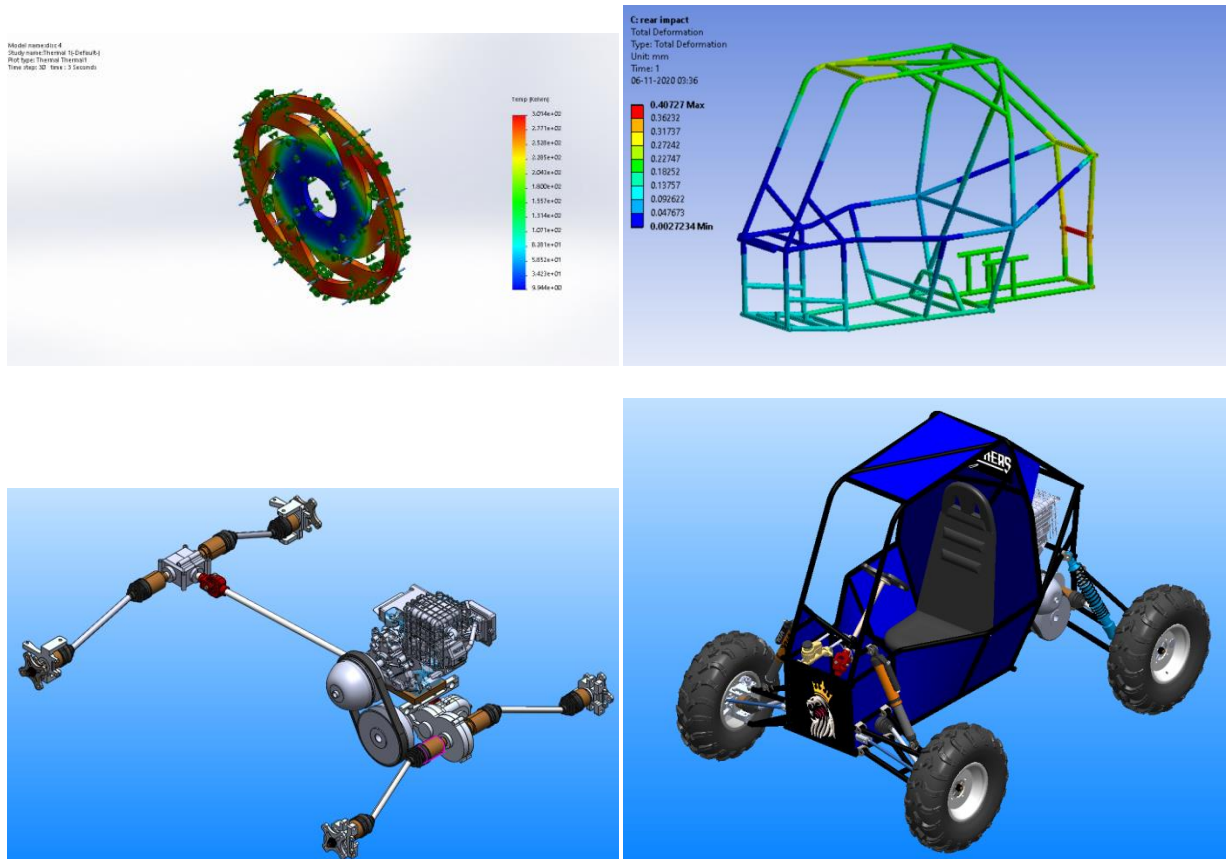 Model name:disc 4
Study name:Thermal 1(-Default-)
Plot type: Thermal Thermal1
Time step: 30 time : 3 Seconds
Temp (Kelvin)
3.014e+02
2.771e+02
2.528e+02
2.285e+02
2.043e+02
1.800e+02
1.557e+02
1.314e+02
1.071e+02
8.281e+01
5.852e+01
3.423e+01
9.944e+00
C: rear impact
Total Deformation
Type: Total Deformation
Unit: mm
Time: 1
06-11-2020 03:36
0.40727 Max
0.36232
0.31737
0.27242
0.22747
0.18252
0.13757
0.092622
0.047673
0.0027234 Min